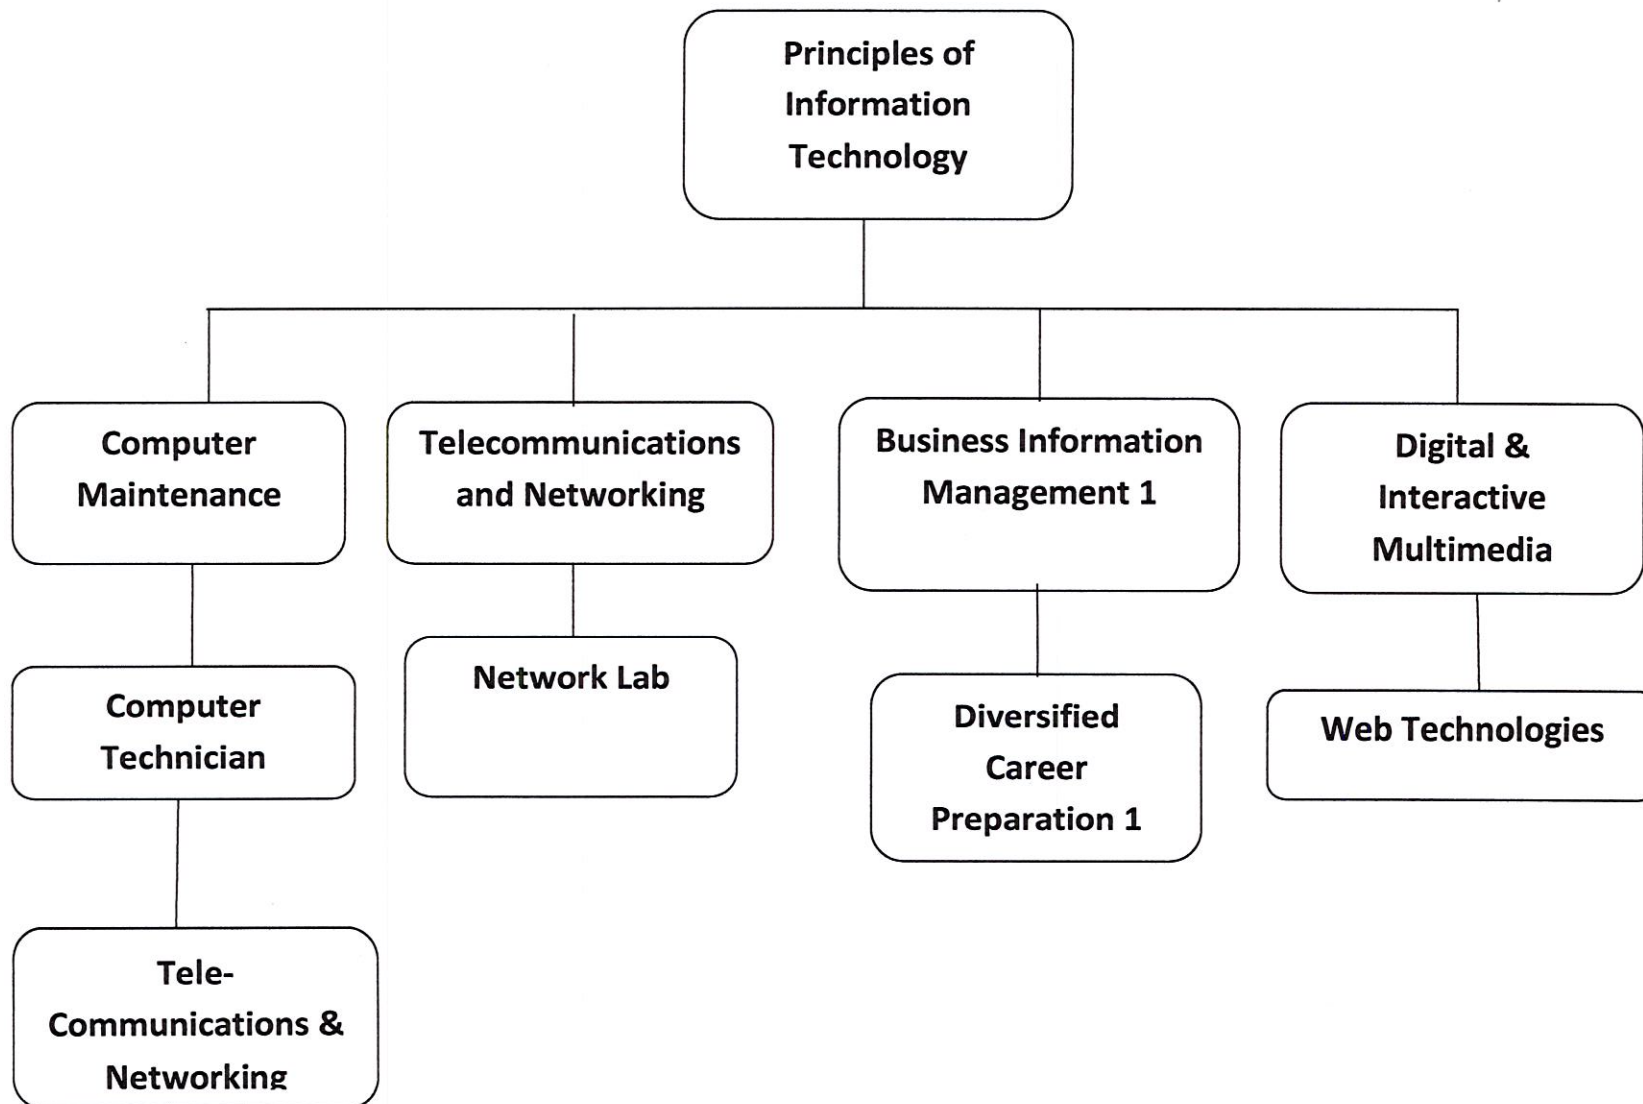 Principles of
Information
Technology
Computer
Maintenance
Telecommunications
and Networking
Business Information
Management 1
Digital &
Interactive
Multimedia
Computer
Technician
Network Lab
Diversified
Career
Preparation 1
Web Technologies
Tele-
Communications &
Networking